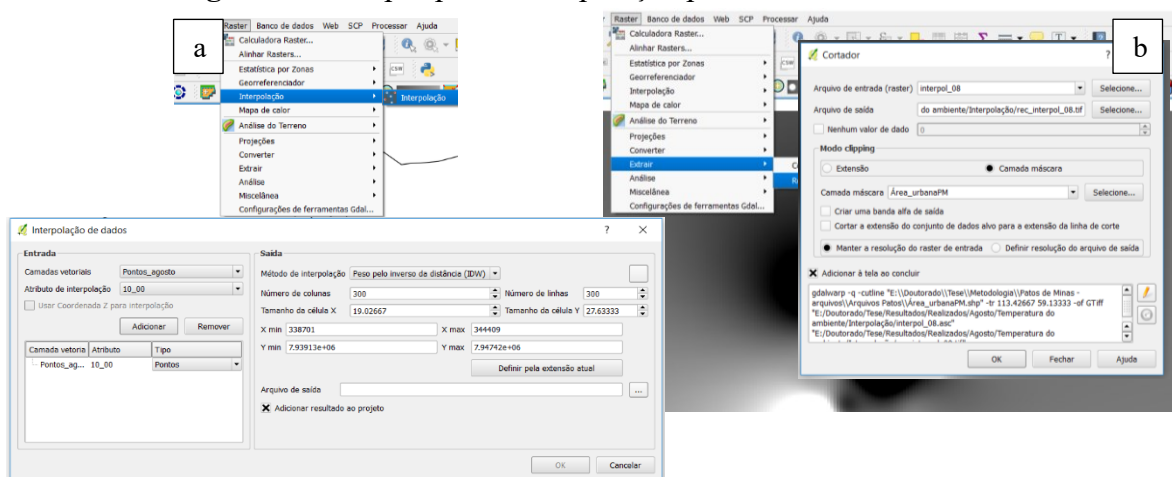 a
Raster Banco de dados Web SCP Processar Ajuda
Calculadora Raster...
Alinhar Rasters...
Estatística por Zonas
Georreferenciador
Interpolação
Interpolação
Mapa de calor
Análise do Terreno
Projeções
Converter
Extrair
Análise
Miscelânea
Configurações de ferramentas Gdal...
CSW
Interpolação de dados
? ×
Entrada
Camadas vetoriais Pontos_agosto
Atributo de interpolação 10_00
Usar Coordenada Z para interpolação
Adicionar Remover
Camada vetoria Atributo Tipo
Pontos_ag... 10_00 Pontos
Saída
Método de interpolação Peso pelo inverso da distância (IDW)
Número de colunas 300 Número de linhas 300
Tamanho da célula X 19.02667 Tamanho da célula Y 27.63333
X min 338701 X max 344409
Y min 7.93913e+06 Y max 7.94742e+06
Definir pela extensão atual
Arquivo de saída ...
Adicionar resultado ao projeto
OK Cancelar
b
Raster Banco de dados Web SCP Processar Ajuda
Calculadora Raster...
Alinhar Rasters...
Estatística por Zonas
Georreferenciador
Interpolação
Mapa de calor
Análise do Terreno
Projeções
Converter
Extrair
Análise
Miscelânea
Configurações de ferramentas Gdal...
CSW
Cortador
?
Arquivo de entrada (raster) interpol_08 Selecione...
Arquivo de saída do ambiente/Interpolação/rec_interpol_08.tif Selecione...
Nenhum valor de dado 0
Modo clipping
Extensão Camada máscara
Camada máscara Área_urbanaPM Selecione...
Criar uma banda alfa de saída
Cortar a extensão do conjunto de dados alvo para a extensão da linha de corte
Manter a resolução do raster de entrada Definir resolução do arquivo de saída
Adicionar à tela ao concluir
gdalwarp -q -cutline "E:\\Doutorado\\Tese\\Metodologia\\Patos de Minas -
arquivos\\Arquivos Patos\\Área_urbanaPM.shp" -tr 113.42667 59.13333 -of GTiff
"E:/Doutorado/Tese/Resultados/Realizados/Agosto/Temperatura do
ambiente/Interpolação/interpol_08.asc"
"E:/Doutorado/Tese/Resultados/Realizados/Agosto/Temperatura do
OK Fechar Ajuda